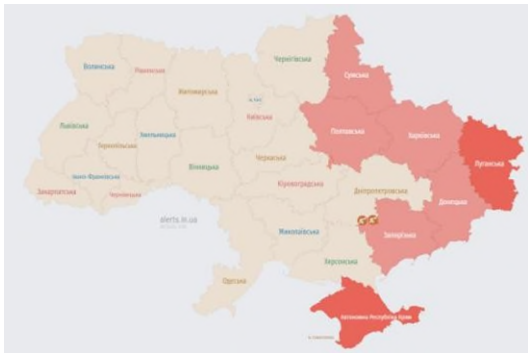 Чернігівська
Волинська
Рівненська
Сумська
Житомирська
Київська
Львівська
Полтавська
Харківська
Тернопільська
Хмельницька
Черкаська
Луганська
Вінницька
Івано-Франківська
Закарпатська
Чернівецька
Кіровоградська
Дніпропетровська
Донецька
alerts.in.ua
GG
Миколаївська
Запорізька
Херсонська
Одеська
Автономна Республіка Крим